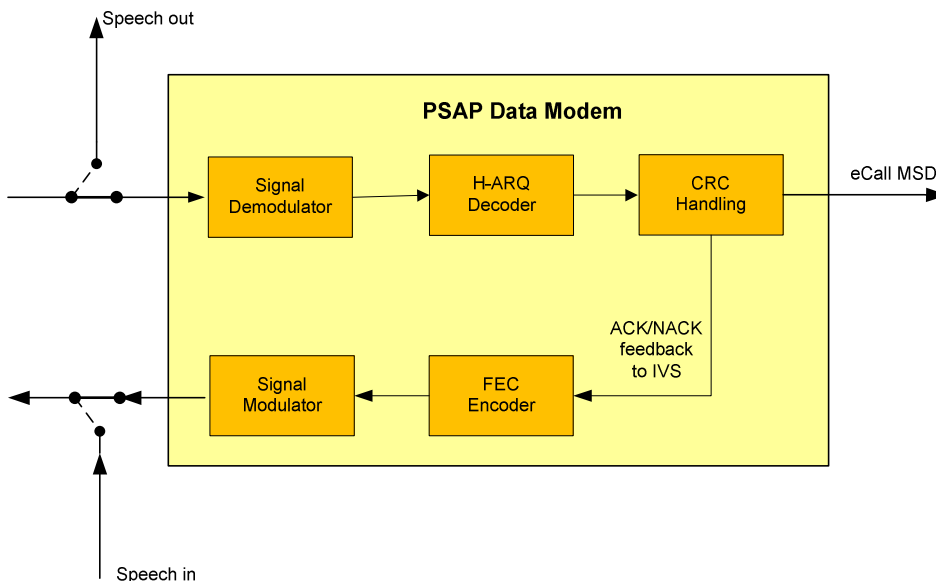 Speech out
PSAP Data Modem
Signal
Demodulator
H-ARQ
Decoder
CRC
Handling
eCall MSD
ACK/NACK
feedback
to IVS
Signal
Modulator
FEC
Encoder
Speech in